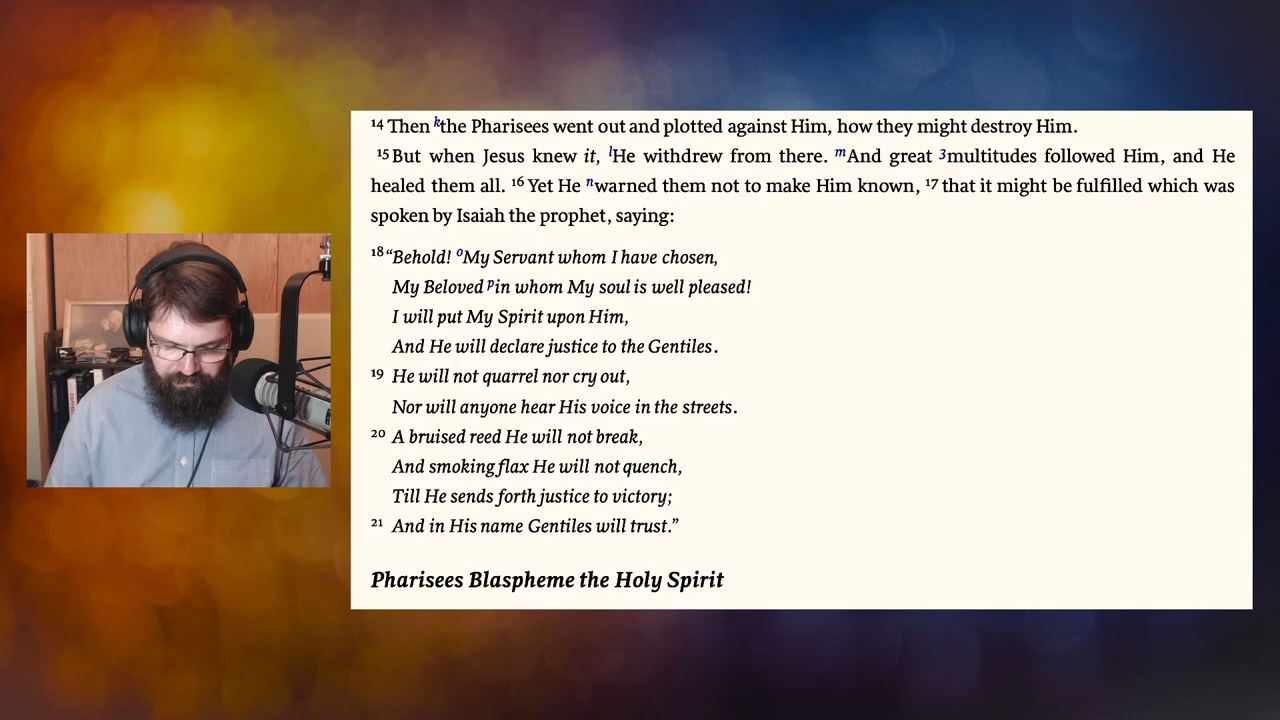 14 Then kthe Pharisees went out and plotted against Him, how they might destroy Him.
15 But when Jesus knew it, lHe withdrew from there. mAnd great 3multitudes followed Him, and He
healed them all. 16 Yet He nwarned them not to make Him known, 17 that it might be fulfilled which was
spoken by Isaiah the prophet, saying:
18 “Behold! oMy Servant whom I have chosen,
My Beloved pin whom My soul is well pleased!
I will put My Spirit upon Him,
And He will declare justice to the Gentiles.
19 He will not quarrel nor cry out,
Nor will anyone hear His voice in the streets.
20 A bruised reed He will not break,
And smoking flax He will not quench,
Till He sends forth justice to victory;
21 And in His name Gentiles will trust.”
Pharisees Blaspheme the Holy Spirit